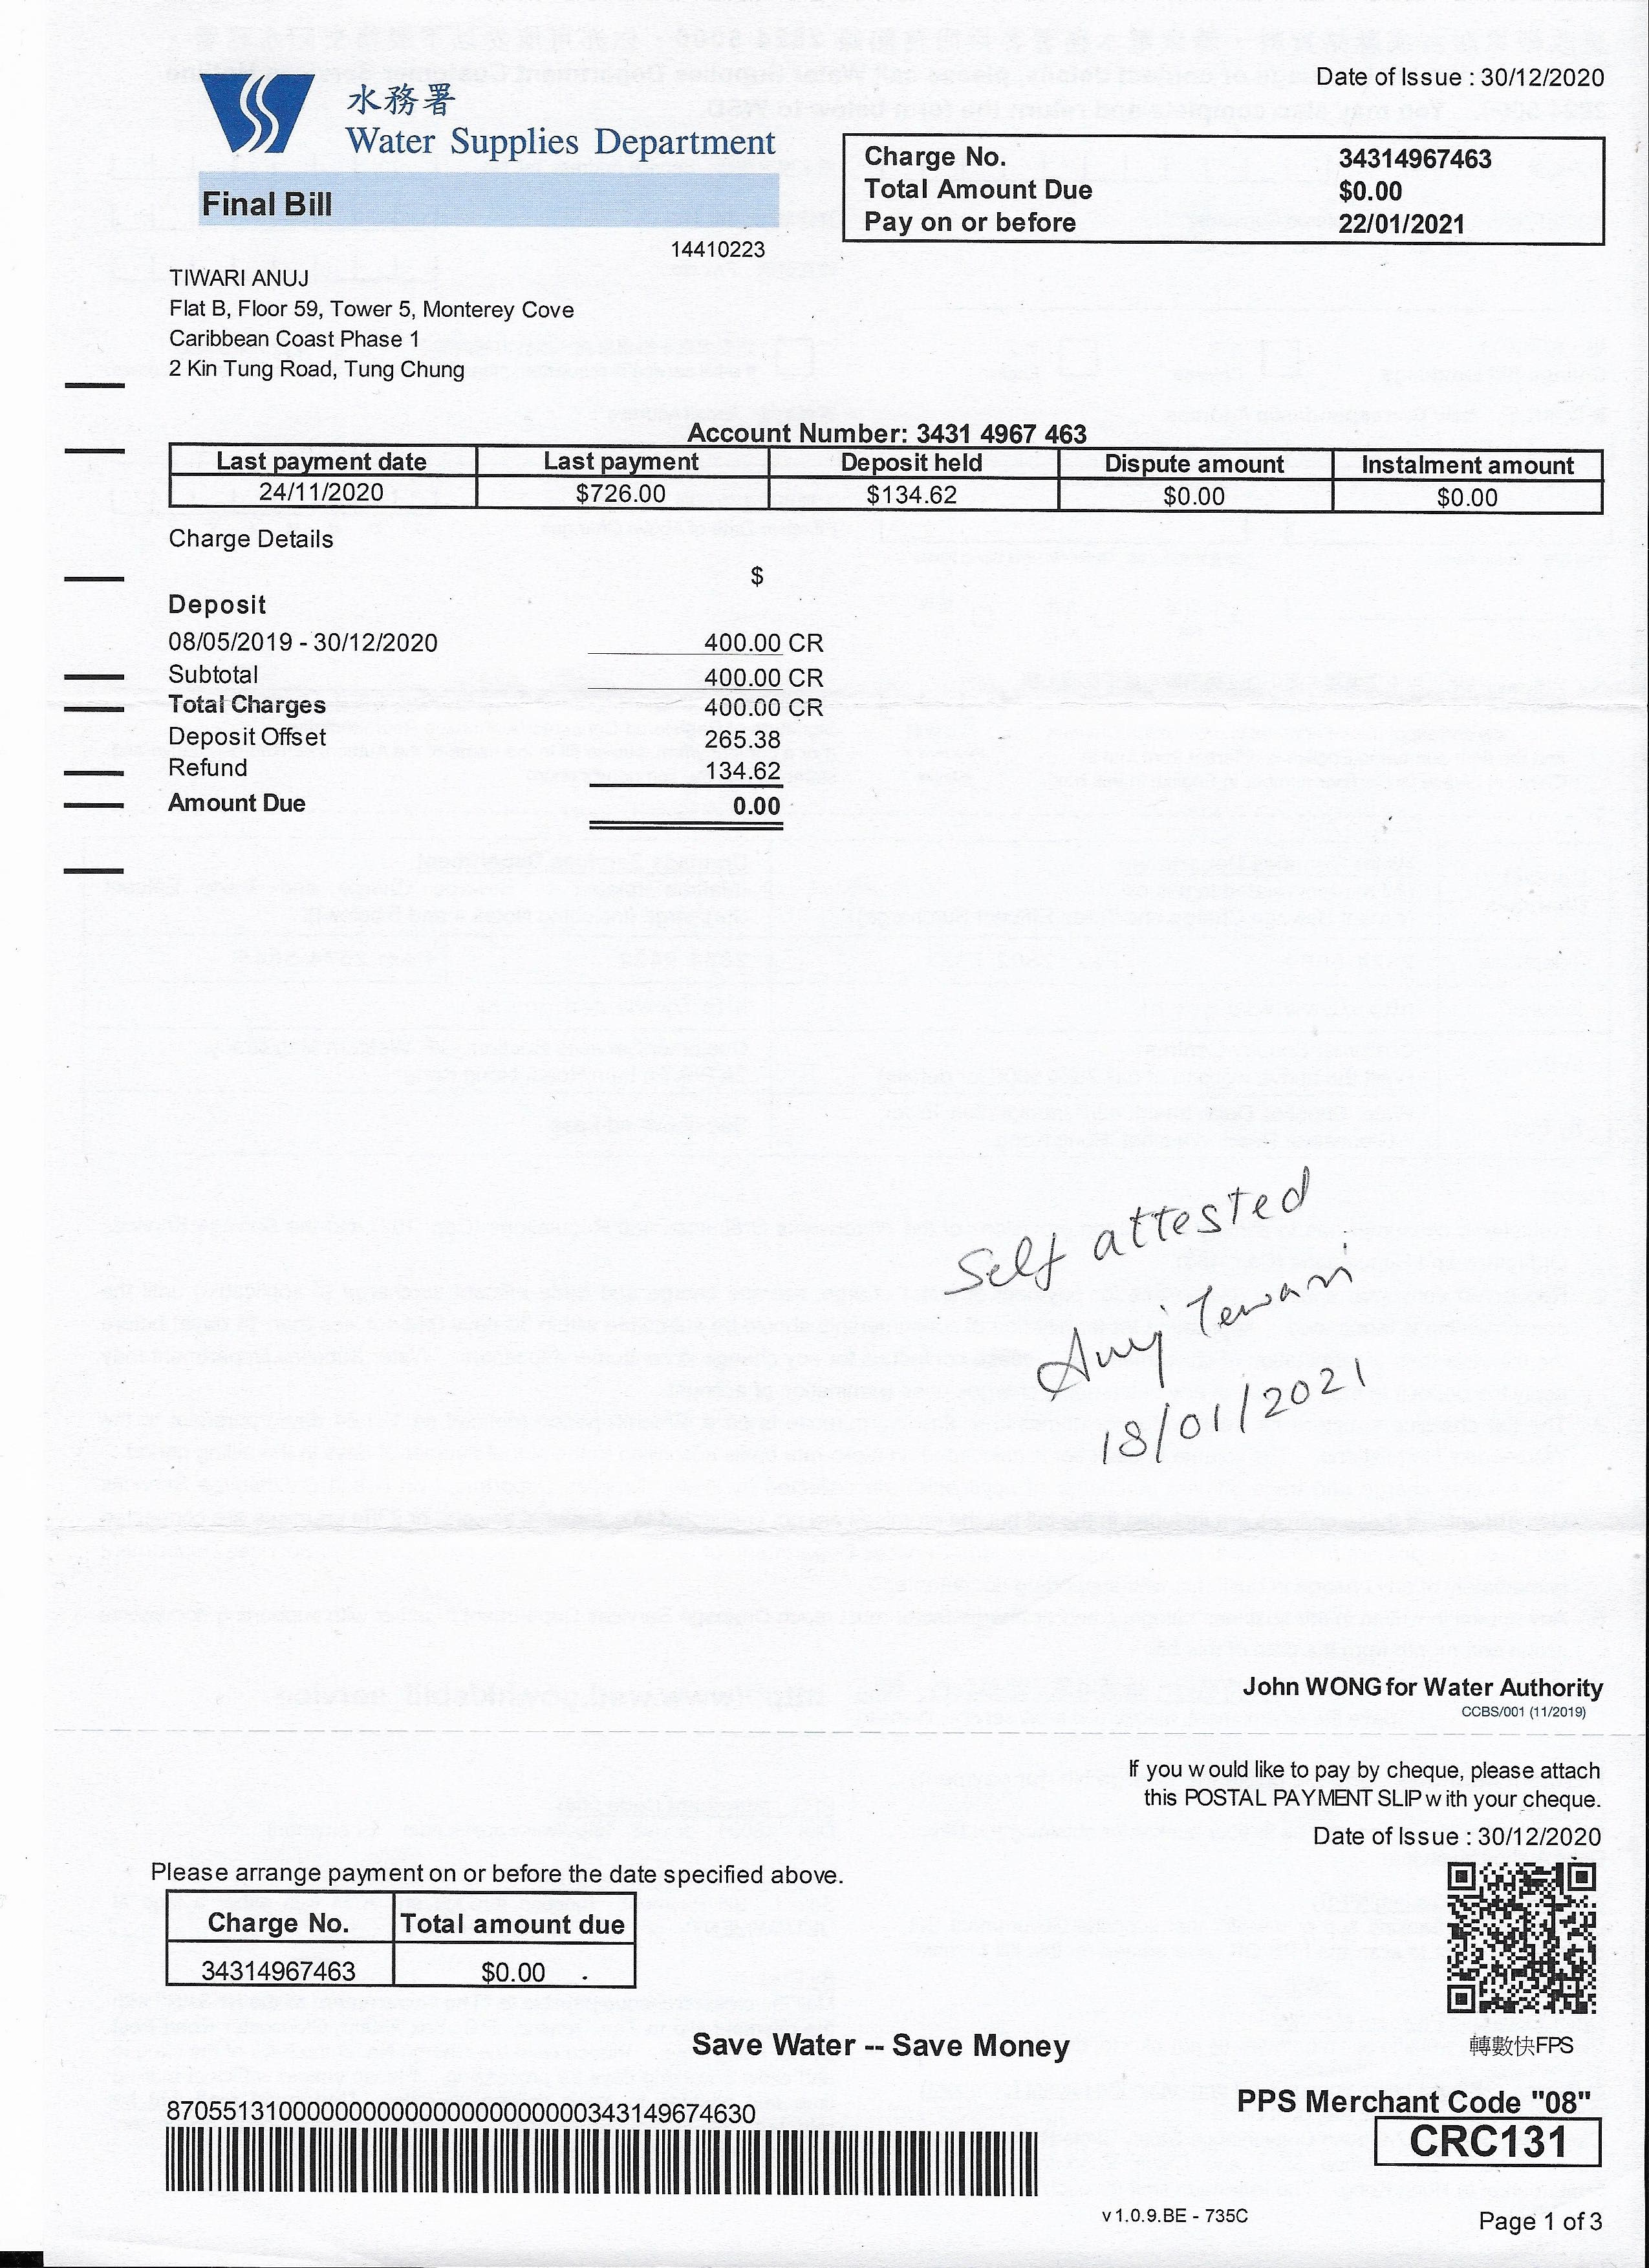 Date of Issue : 30/12/2020
水務署
Water Supplies Department
Final Bill
Charge No. 34314967463
Total Amount Due $0.00
Pay on or before 22/01/2021
14410223
TIWARI ANUJ
Flat B, Floor 59, Tower 5, Monterey Cove
Caribbean Coast Phase 1
2 Kin Tung Road, Tung Chung
Account Number: 3431 4967 463
Last payment date Last payment Deposit held Dispute amount Instalment amount
24/11/2020 $726.00 $134.62 $0.00 $0.00
Charge Details
$
Deposit
08/05/2019 - 30/12/2020 400.00 CR
Subtotal 400.00 CR
Total Charges 400.00 CR
Deposit Offset 265.38
Refund 134.62
Amount Due 0.00
Self attested
Anuj Tewari
18/01/2021
John WONG for Water Authority
CCBS/001 (11/2019)
If you would like to pay by cheque, please attach
this POSTAL PAYMENT SLIP with your cheque.
Date of Issue : 30/12/2020
Please arrange payment on or before the date specified above.
Charge No. Total amount due
34314967463 $0.00
轉數快FPS
Save Water -- Save Money
PPS Merchant Code "08"
CRC131
v1.0.9.BE - 735C
Page 1 of 3